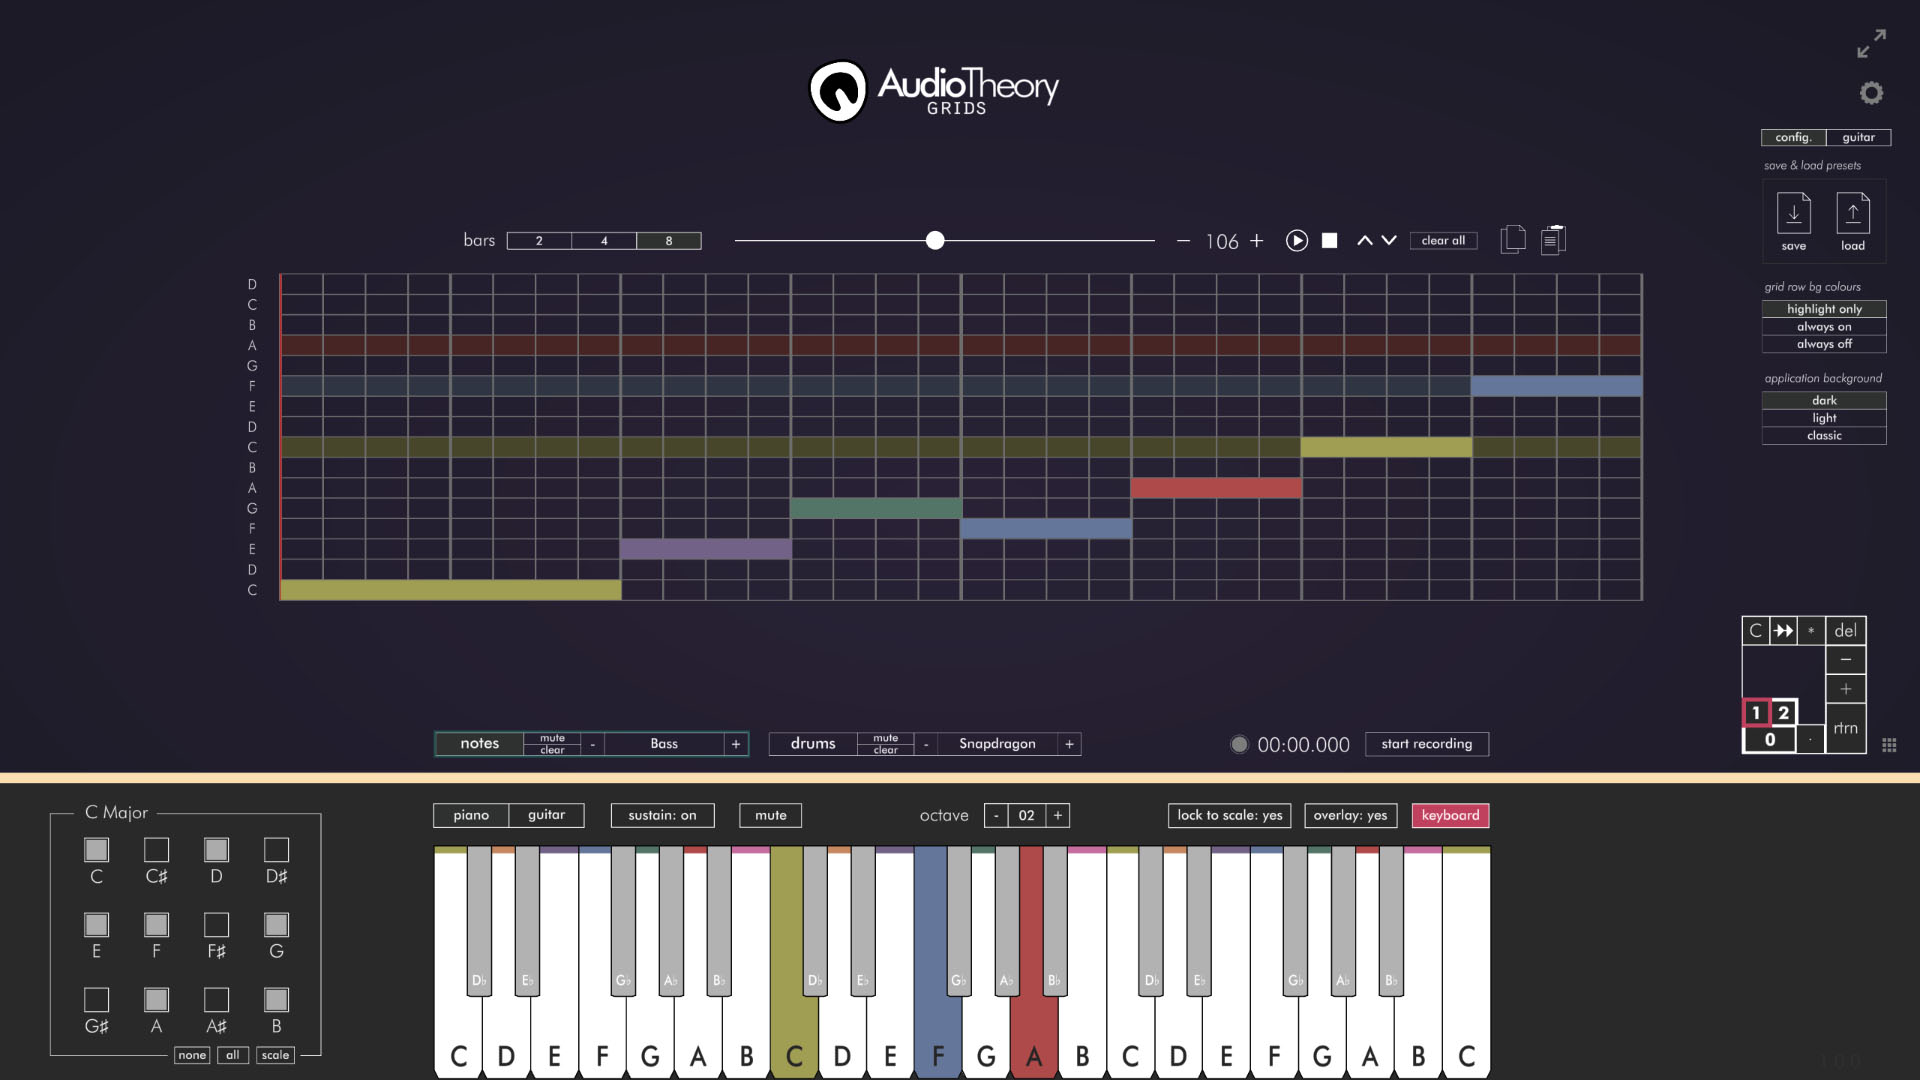 AudioTheory
GRIDS
config. guitar
save & load presets
save load
bars 2 4 8 − 106 + clear all
grid row bg colours
highlight only
always on
always off
application background
dark
light
classic
D
C
B
A
G
F
E
D
C
B
A
G
F
E
D
C
C * del
−
+
1 2
rtrn
0 .
notes mute clear - Bass + drums mute clear - Snapdragon + 00:00.000 start recording
C Major
piano guitar sustain: on mute octave - 02 + lock to scale: yes overlay: yes keyboard
C C♯ D D♯
E F F♯ G
G♯ A A♯ B
none all scale
D♭ E♭ G♭ A♭ B♭ D♭ E♭ G♭ A♭ B♭ D♭ E♭ G♭ A♭ B♭
C D E F G A B C D E F G A B C D E F G A B C
1.0.0